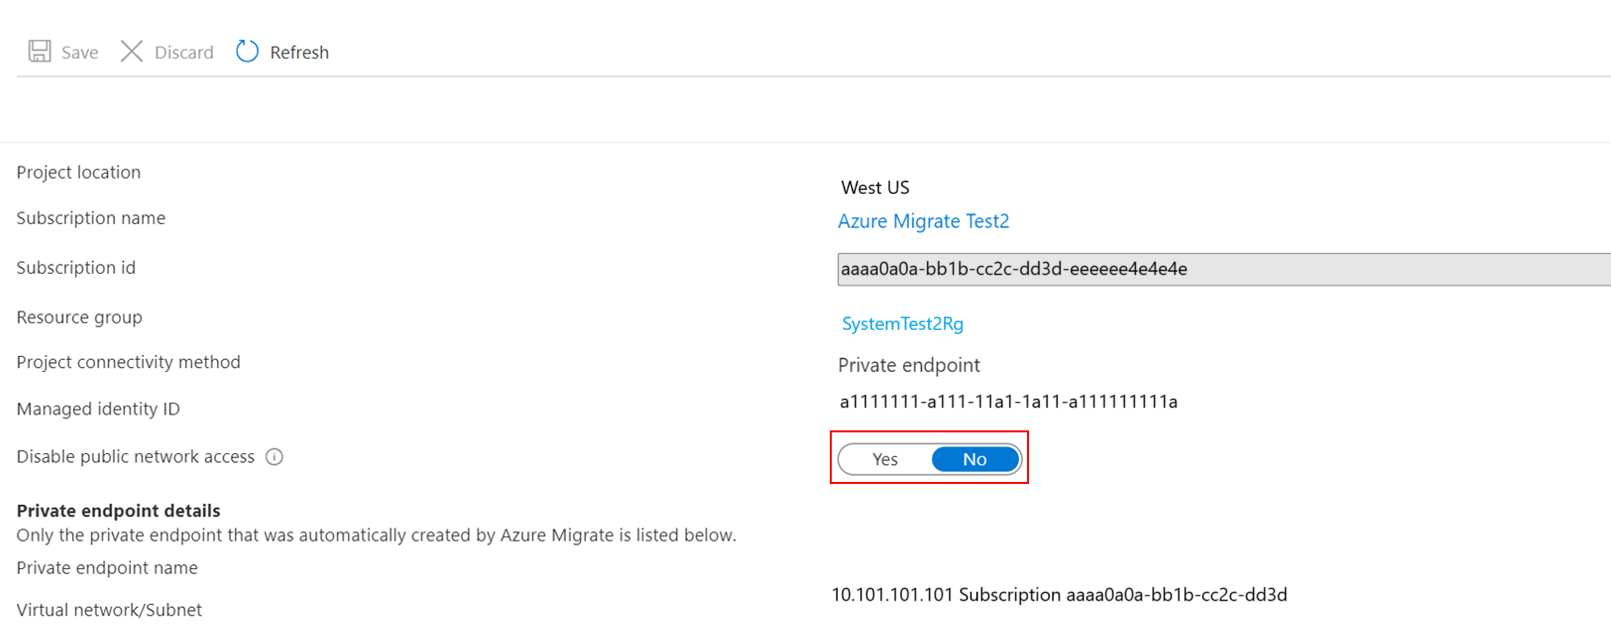 Save Discard Refresh
Project location
West US
Subscription name
Azure Migrate Test2
Subscription id
aaaa0a0a-bb1b-cc2c-dd3d-eeeeee4e4e4e
Resource group
SystemTest2Rg
Project connectivity method
Private endpoint
Managed identity ID
a1111111-a111-11a1-1a11-a111111111a
Disable public network access
Yes No
Private endpoint details
Only the private endpoint that was automatically created by Azure Migrate is listed below.
Private endpoint name
10.101.101.101 Subscription aaaa0a0a-bb1b-cc2c-dd3d
Virtual network/Subnet